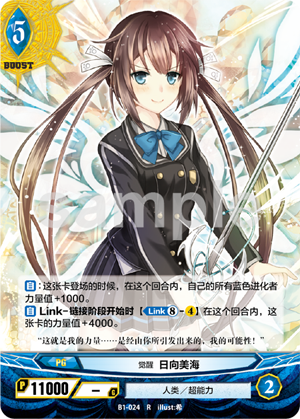 +5
BOOST
sample
自：这张卡登场的时候，在这个回合内，自己的所有蓝色进化者
力量值 +1000。
自：Link-链接阶段开始时（Link 8 - 4）在这个回合内，这
张卡的力量值 +4000。
“这就是我的力量……是经由你所引发出来的、我的可能性！”
PG
觉醒 日向美海
P 11000 - G
人类／超能力
2
B1-024 R illust:希